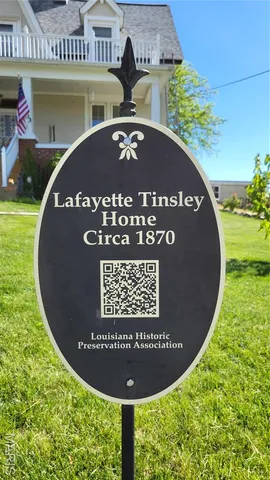 Lafayette Tinsley
Home
Circa 1870
Louisiana Historic
Preservation Association